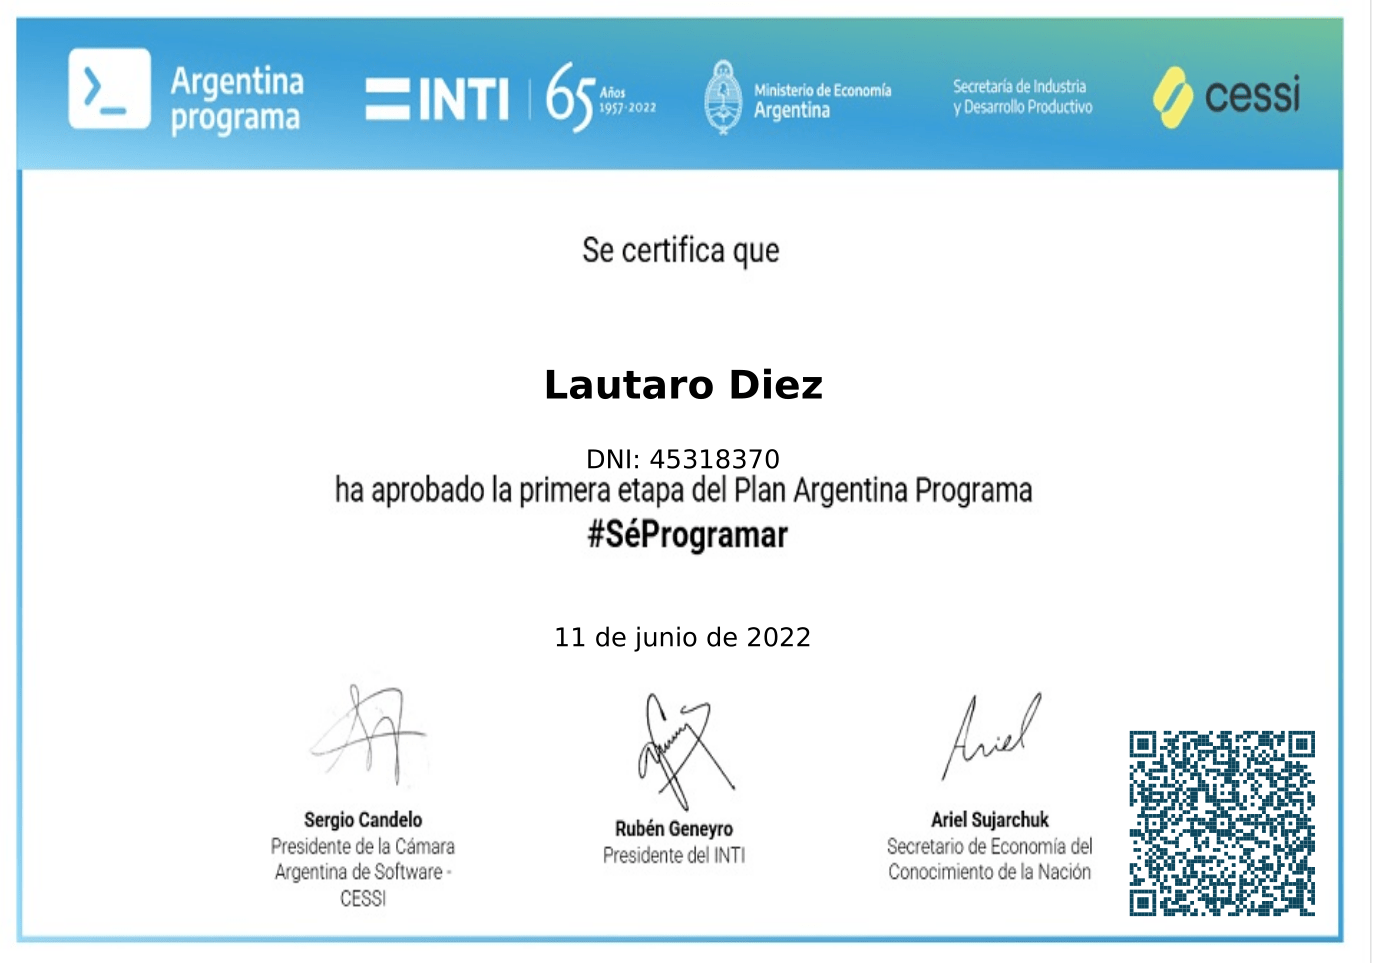 Argentina
programa
INTI
65 Años
1957-2022
Ministerio de Economía
Argentina
Secretaría de Industria
y Desarrollo Productivo
cessi
Se certifica que
Lautaro Diez
DNI: 45318370
ha aprobado la primera etapa del Plan Argentina Programa
#SéProgramar
11 de junio de 2022
Ariel
Sergio Candelo
Presidente de la Cámara
Argentina de Software -
CESSI
Rubén Geneyro
Presidente del INTI
Ariel Sujarchuk
Secretario de Economía del
Conocimiento de la Nación